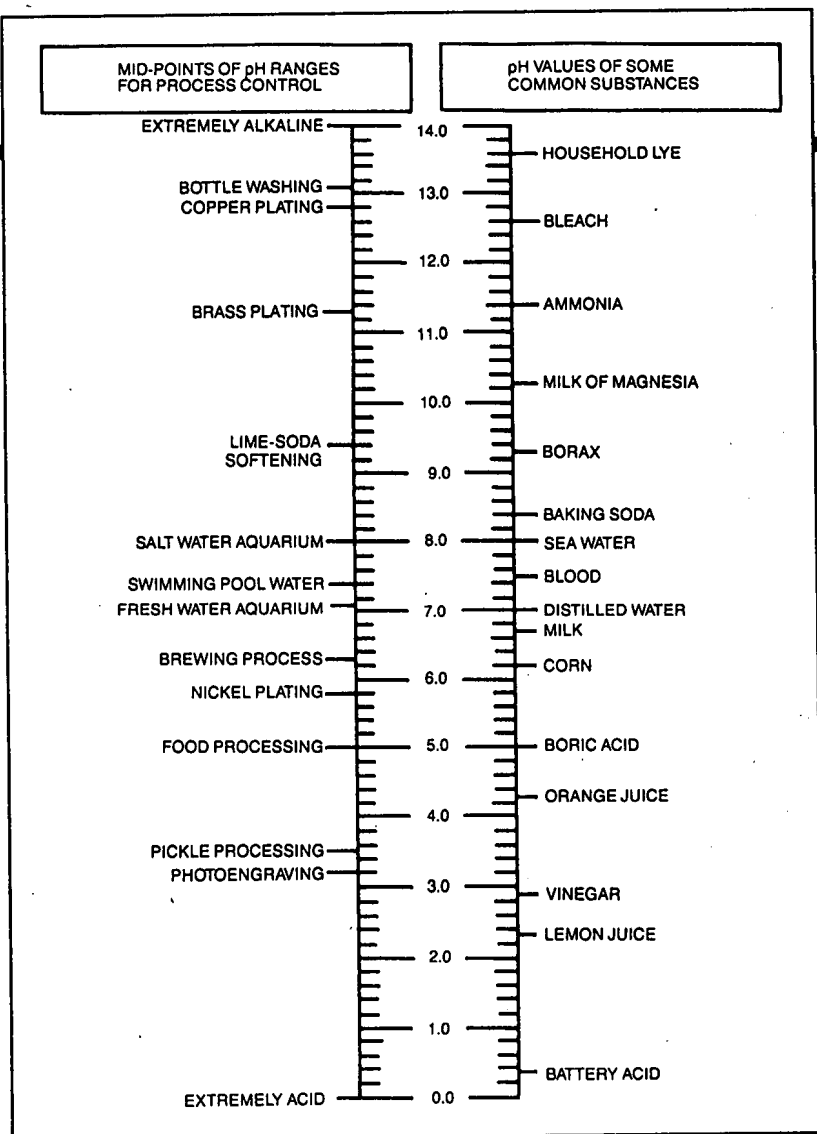 MID-POINTS OF pH RANGES
FOR PROCESS CONTROL
pH VALUES OF SOME
COMMON SUBSTANCES
EXTREMELY ALKALINE
14.0
HOUSEHOLD LYE
BOTTLE WASHING
13.0
COPPER PLATING
BLEACH
12.0
BRASS PLATING
AMMONIA
11.0
MILK OF MAGNESIA
10.0
LIME-SODA
SOFTENING
BORAX
9.0
BAKING SODA
SALT WATER AQUARIUM
8.0
SEA WATER
SWIMMING POOL WATER
BLOOD
FRESH WATER AQUARIUM
7.0
DISTILLED WATER
MILK
BREWING PROCESS
CORN
6.0
NICKEL PLATING
FOOD PROCESSING
5.0
BORIC ACID
ORANGE JUICE
4.0
PICKLE PROCESSING
PHOTOENGRAVING
3.0
VINEGAR
LEMON JUICE
2.0
1.0
BATTERY ACID
EXTREMELY ACID
0.0